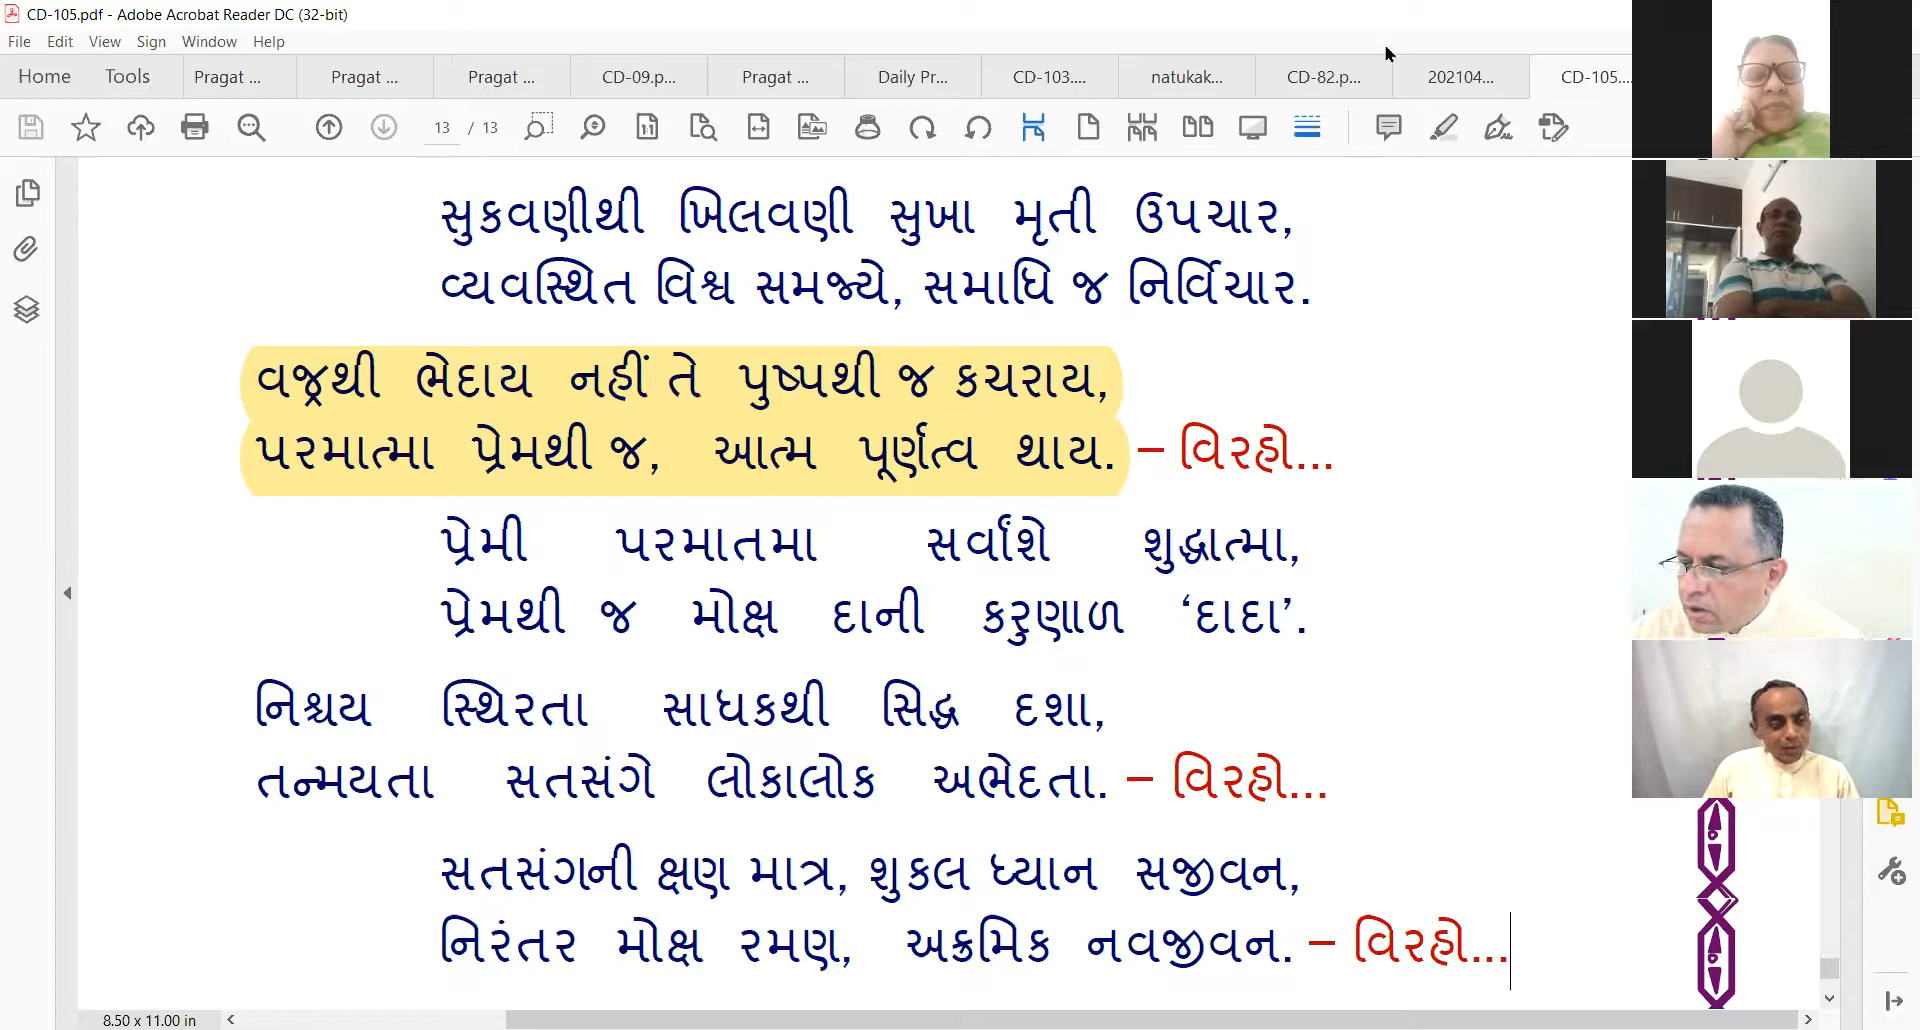 CD-105.pdf - Adobe Acrobat Reader DC (32-bit)
File Edit View Sign Window Help
Home Tools Pragat ... Pragat ... Pragat ... CD-09.p... Pragat ... Daily Pr... CD-103.... natukak... CD-82.p... 202104... CD-105....
13 / 13
સુકવણીથી ખિલવણી સુખા મૃતી ઉપચાર,
વ્યવસ્થિત વિશ્વ સમજ્યે, સમાધિ જ નિર્વિચાર.
વજ્રથી ભેદાય નહીં તે પુષ્પથી જ કચરાય,
પરમાત્મા પ્રેમથી જ, આત્મ પૂર્ણત્વ થાય. – વિરહો...
પ્રેમી પરમાતમા સર્વાંશે શુદ્ધાત્મા,
પ્રેમથી જ મોક્ષ દાની કરુણાળ ‘દાદા’.
નિશ્ચય સ્થિરતા સાધકથી સિદ્ધ દશા,
તન્મયતા સતસંગે લોકાલોક અભેદતા. – વિરહો...
સતસંગની ક્ષણ માત્ર, શુકલ ધ્યાન સજીવન,
નિરંતર મોક્ષ રમણ, અક્રમિક નવજીવન. – વિરહો...
8.50 x 11.00 in